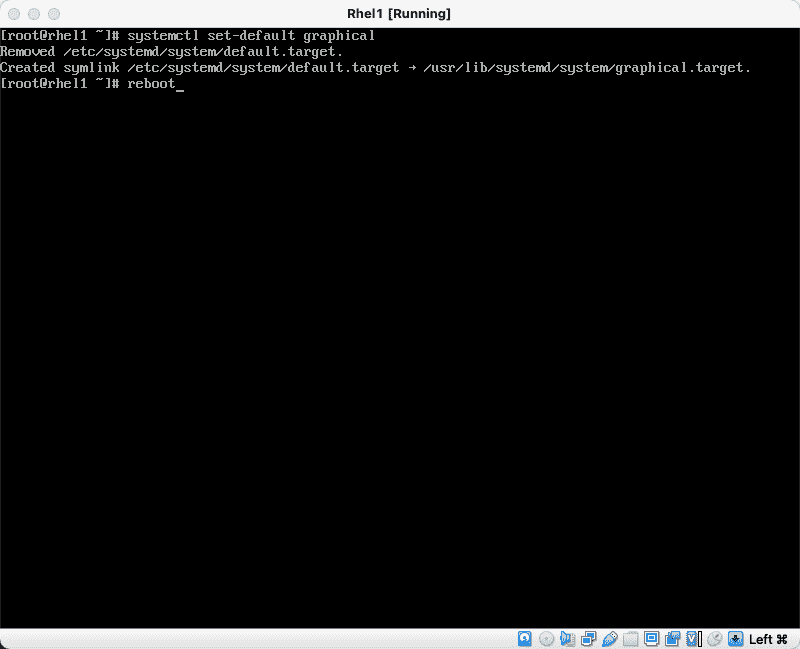 Rhel1 [Running]
[root@rhel1 ~]# systemctl set-default graphical
Removed /etc/systemd/system/default.target.
Created symlink /etc/systemd/system/default.target → /usr/lib/systemd/system/graphical.target.
[root@rhel1 ~]# reboot_
Left ⌘